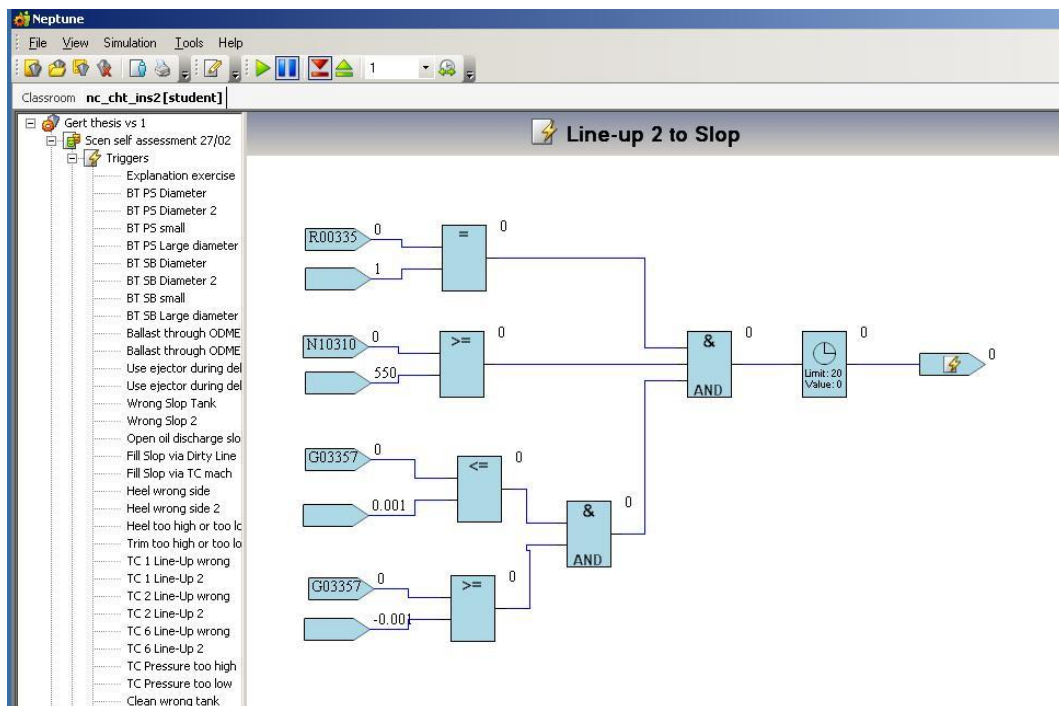 Neptune
File View Simulation Tools Help
1
Classroom nc_cht_ins2[student]
Gert thesis vs 1
Scen self assessment 27/02
Triggers
Explanation exercise
BT PS Diameter
BT PS Diameter 2
BT PS small
BT PS Large diameter
BT SB Diameter
BT SB Diameter 2
BT SB small
BT SB Large diameter
Ballast through ODME
Ballast through ODME
Use ejector during del
Use ejector during del
Wrong Slop Tank
Wrong Slop 2
Open oil discharge slo
Fill Slop via Dirty Line
Fill Slop via TC mach
Heel wrong side
Heel wrong side 2
Heel too high or too lo
Trim too high or too lo
TC 1 Line-Up wrong
TC 1 Line-Up 2
TC 2 Line-Up wrong
TC 2 Line-Up 2
TC 6 Line-Up wrong
TC 6 Line-Up 2
TC Pressure too high
TC Pressure too low
Clean wrong tank
Line-up 2 to Slop
R00335 0 = 0
1
N10310 0 >= 0
550
& 0
AND
0
Limit: 20
Value: 0
0
G03357 0 <= 0
0.001
& 0
AND
G03357 0 >= 0
-0.001